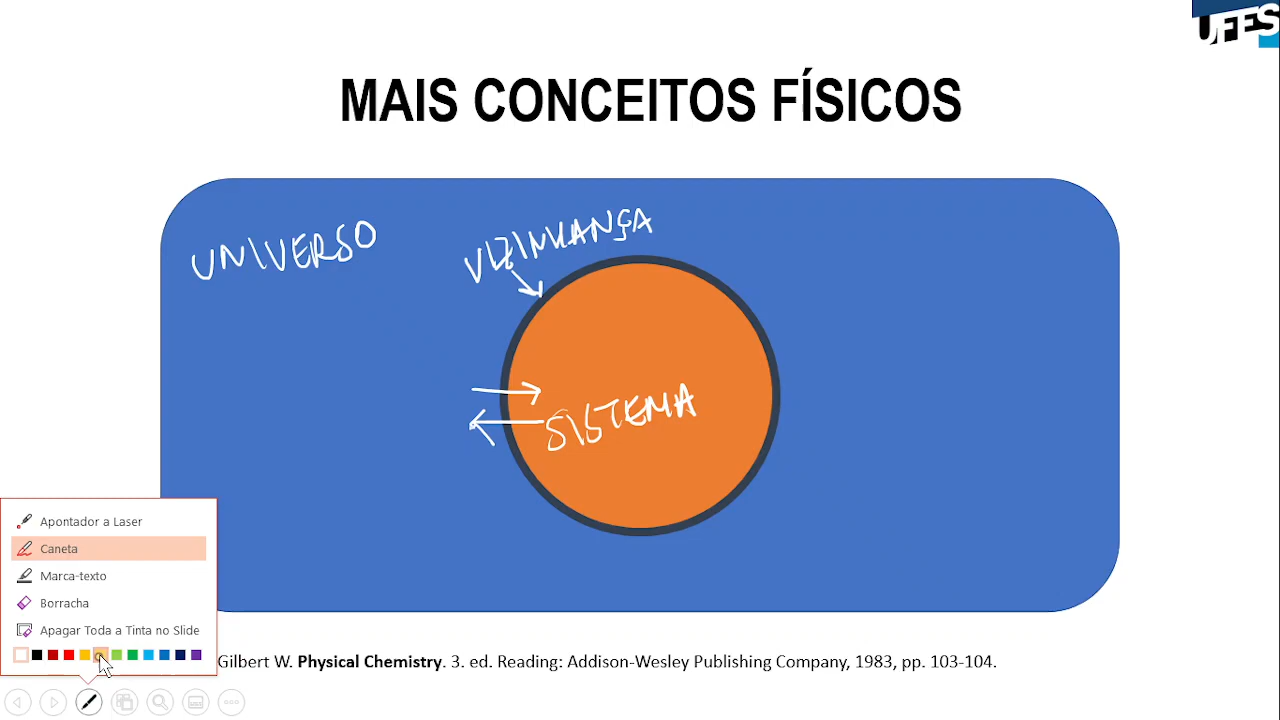 UFES
MAIS CONCEITOS FÍSICOS
UNIVERSO
VIZINHANÇA
SISTEMA
Apontador a Laser
Caneta
Marca-texto
Borracha
Apagar Toda a Tinta no Slide
Gilbert W. Physical Chemistry. 3. ed. Reading: Addison-Wesley Publishing Company, 1983, pp. 103-104.